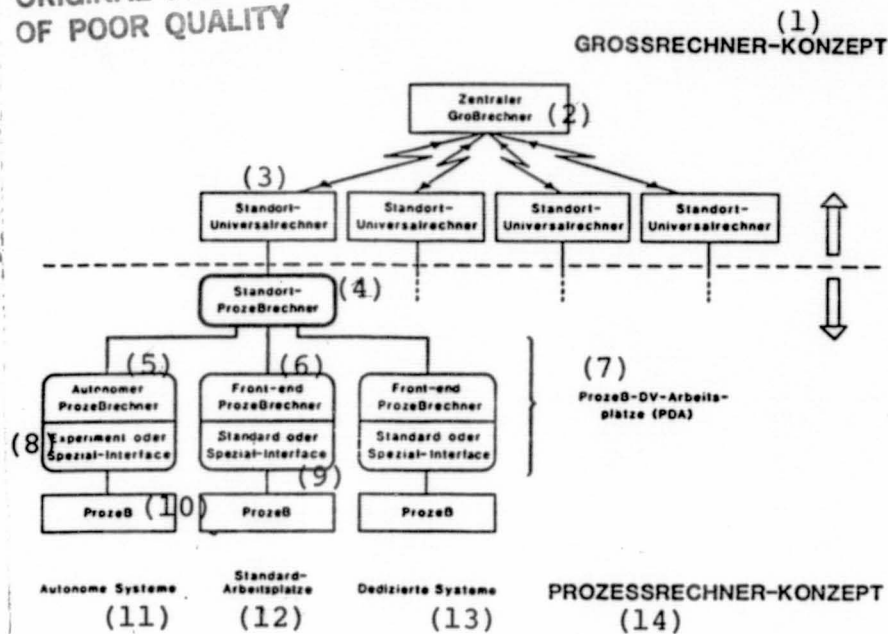 OF POOR QUALITY
(1)
GROSSRECHNER-KONZEPT
Zentraler
Großrechner (2)
(3)
Standort-
Universalrechner
Standort-
Universalrechner
Standort-
Universalrechner
Standort-
Universalrechner
Standort-
Prozeßrechner
(4)
(5)
(6)
(7)
Autonomer
Prozeßrechner
Front-end
Prozeßrechner
Front-end
Prozeßrechner
Prozeß-DV-Arbeits-
plätze (PDA)
(8)
Experiment oder
Spezial-Interface
Standard oder
Spezial-Interface
Standard oder
Spezial-Interface
(9)
Prozeß (10)
Prozeß
Prozeß
Autonome Systeme
Standard-
Arbeitsplätze
Dedizierte Systeme
PROZESSRECHNER-KONZEPT
(11)
(12)
(13)
(14)